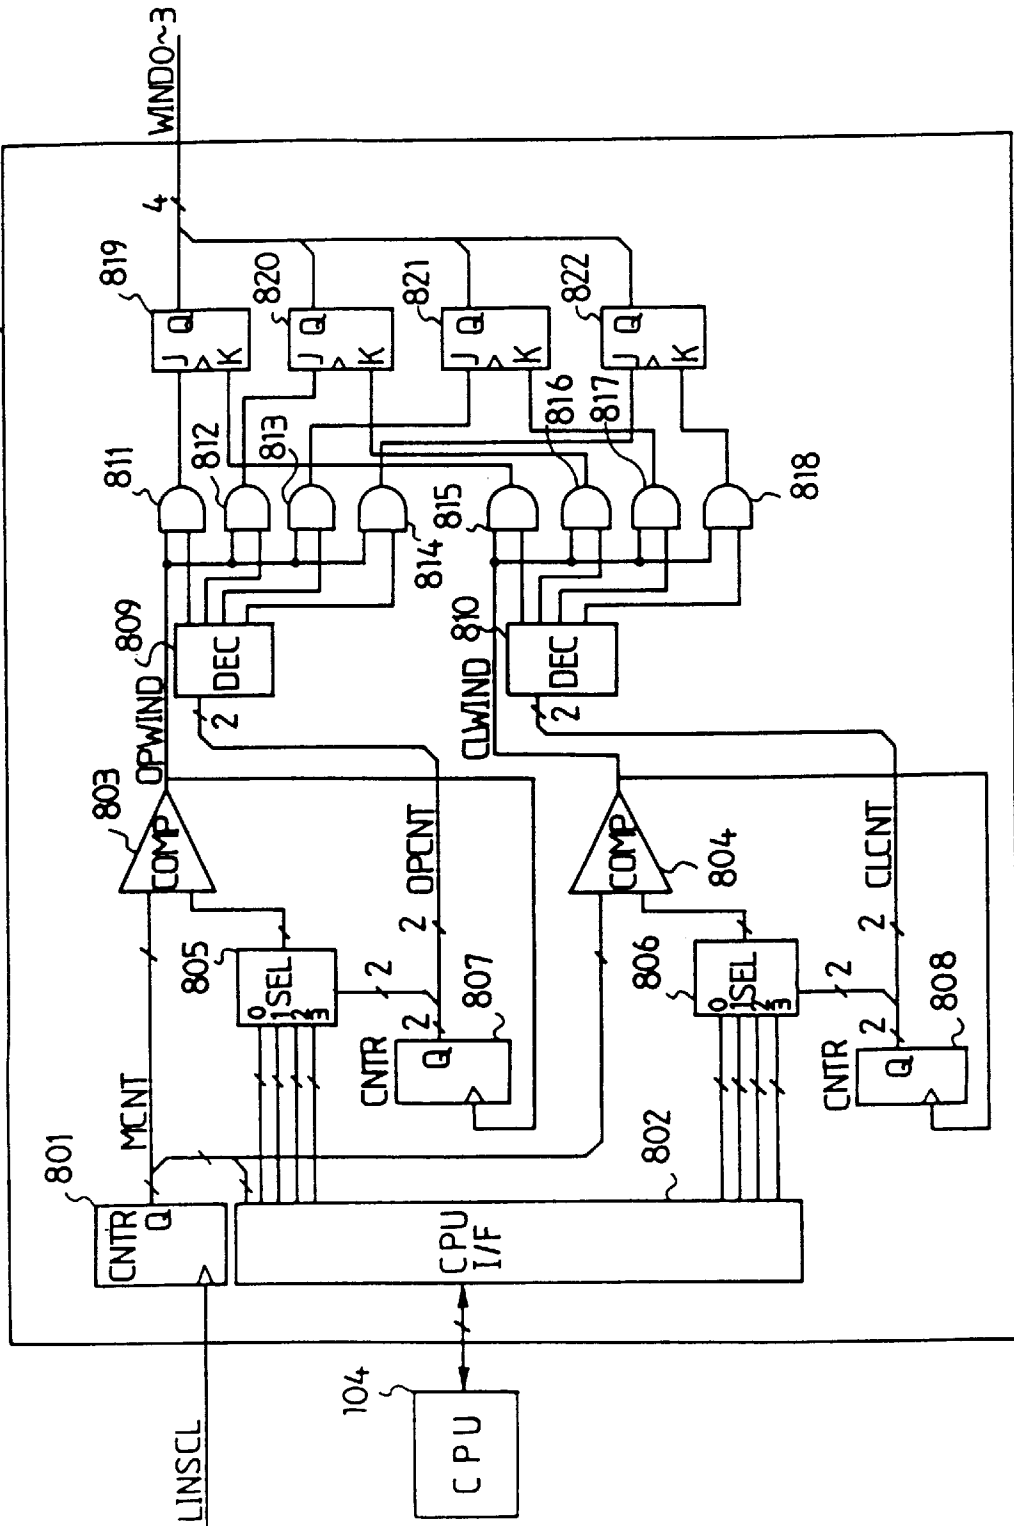 LINSCL
CPU
104
801
CNTR
Q
MCNT
CPU
I/F
802
0
1
2
3
SEL
805
2
CNTR
Q
807
2
2
OPCNT
803
COMP
OPWIND
809
DEC
2
811
812
813
814
0
1
2
3
SEL
806
2
CNTR
Q
808
2
2
CLCNT
804
COMP
CLWIND
810
DEC
2
815
816
817
818
819
J
Q
K
820
J
Q
K
821
J
Q
K
822
J
Q
K
4
WIND0~3